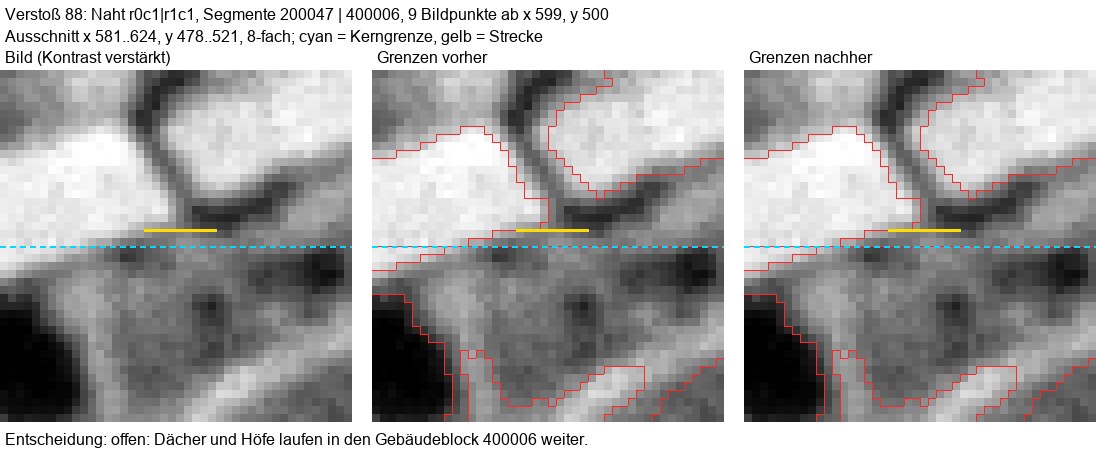 Verstoß 88: Naht r0c1|r1c1, Segmente 200047 | 400006, 9 Bildpunkte ab x 599, y 500
Ausschnitt x 581..624, y 478..521, 8-fach; cyan = Kerngrenze, gelb = Strecke
Bild (Kontrast verstärkt)
Grenzen vorher
Grenzen nachher
Entscheidung: offen: Dächer und Höfe laufen in den Gebäudeblock 400006 weiter.